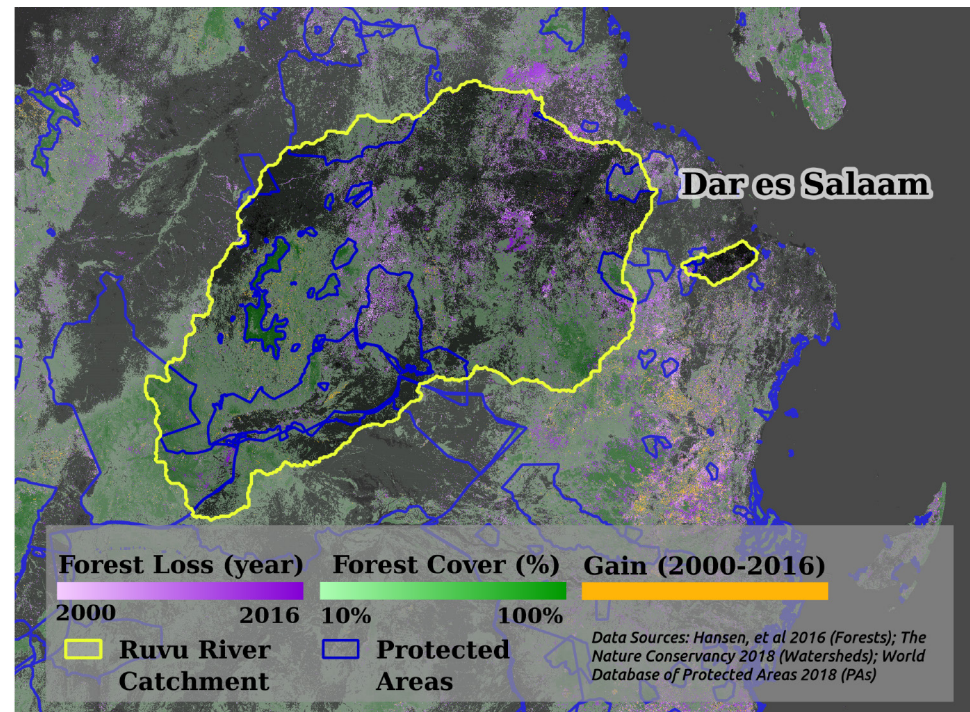 Dar es Salaam
Forest Loss (year)
2000 2016
Forest Cover (%)
10% 100%
Gain (2000-2016)
Ruvu River
Catchment
Protected
Areas
Data Sources: Hansen, et al 2016 (Forests); The
Nature Conservancy 2018 (Watersheds); World
Database of Protected Areas 2018 (PAs)